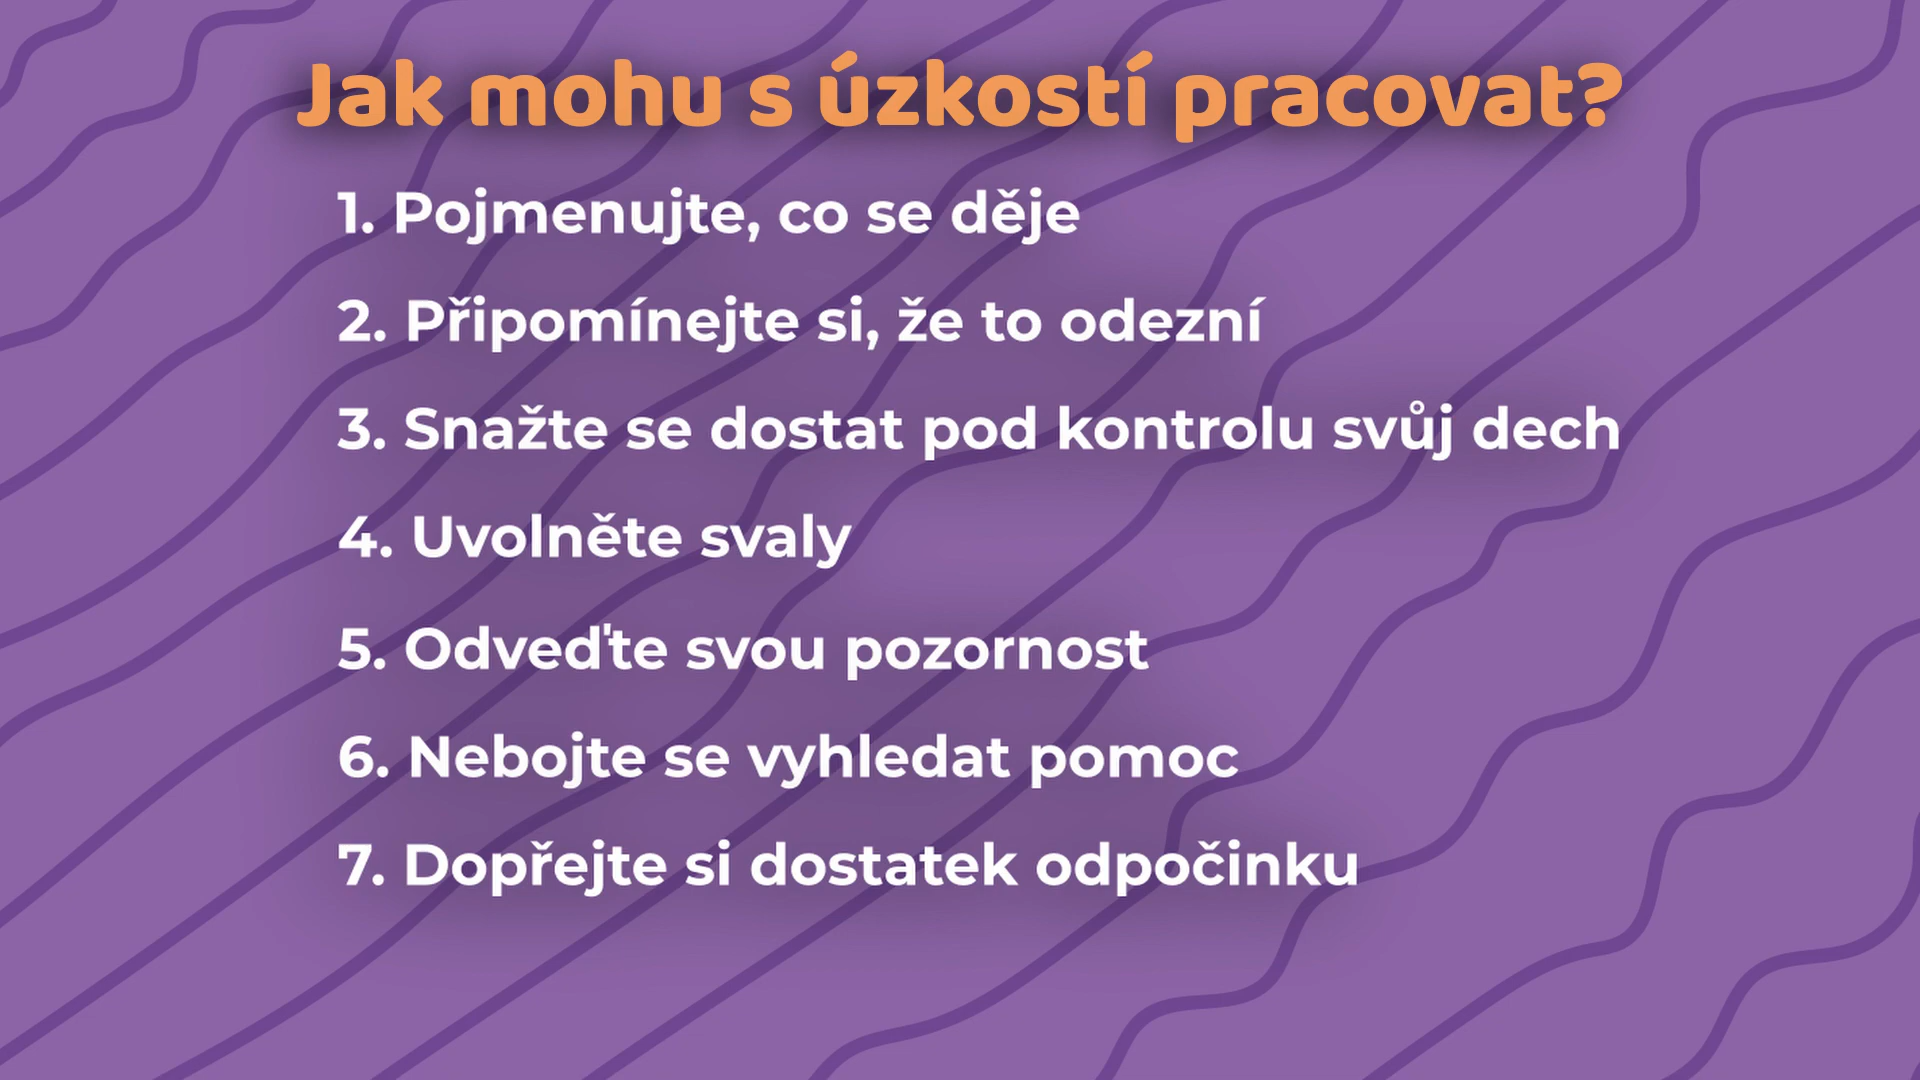 Jak mohu s úzkostí pracovat?
1. Pojmenujte, co se děje
2. Připomínejte si, že to odezní
3. Snažte se dostat pod kontrolu svůj dech
4. Uvolněte svaly
5. Odveďte svou pozornost
6. Nebojte se vyhledat pomoc
7. Dopřejte si dostatek odpočinku